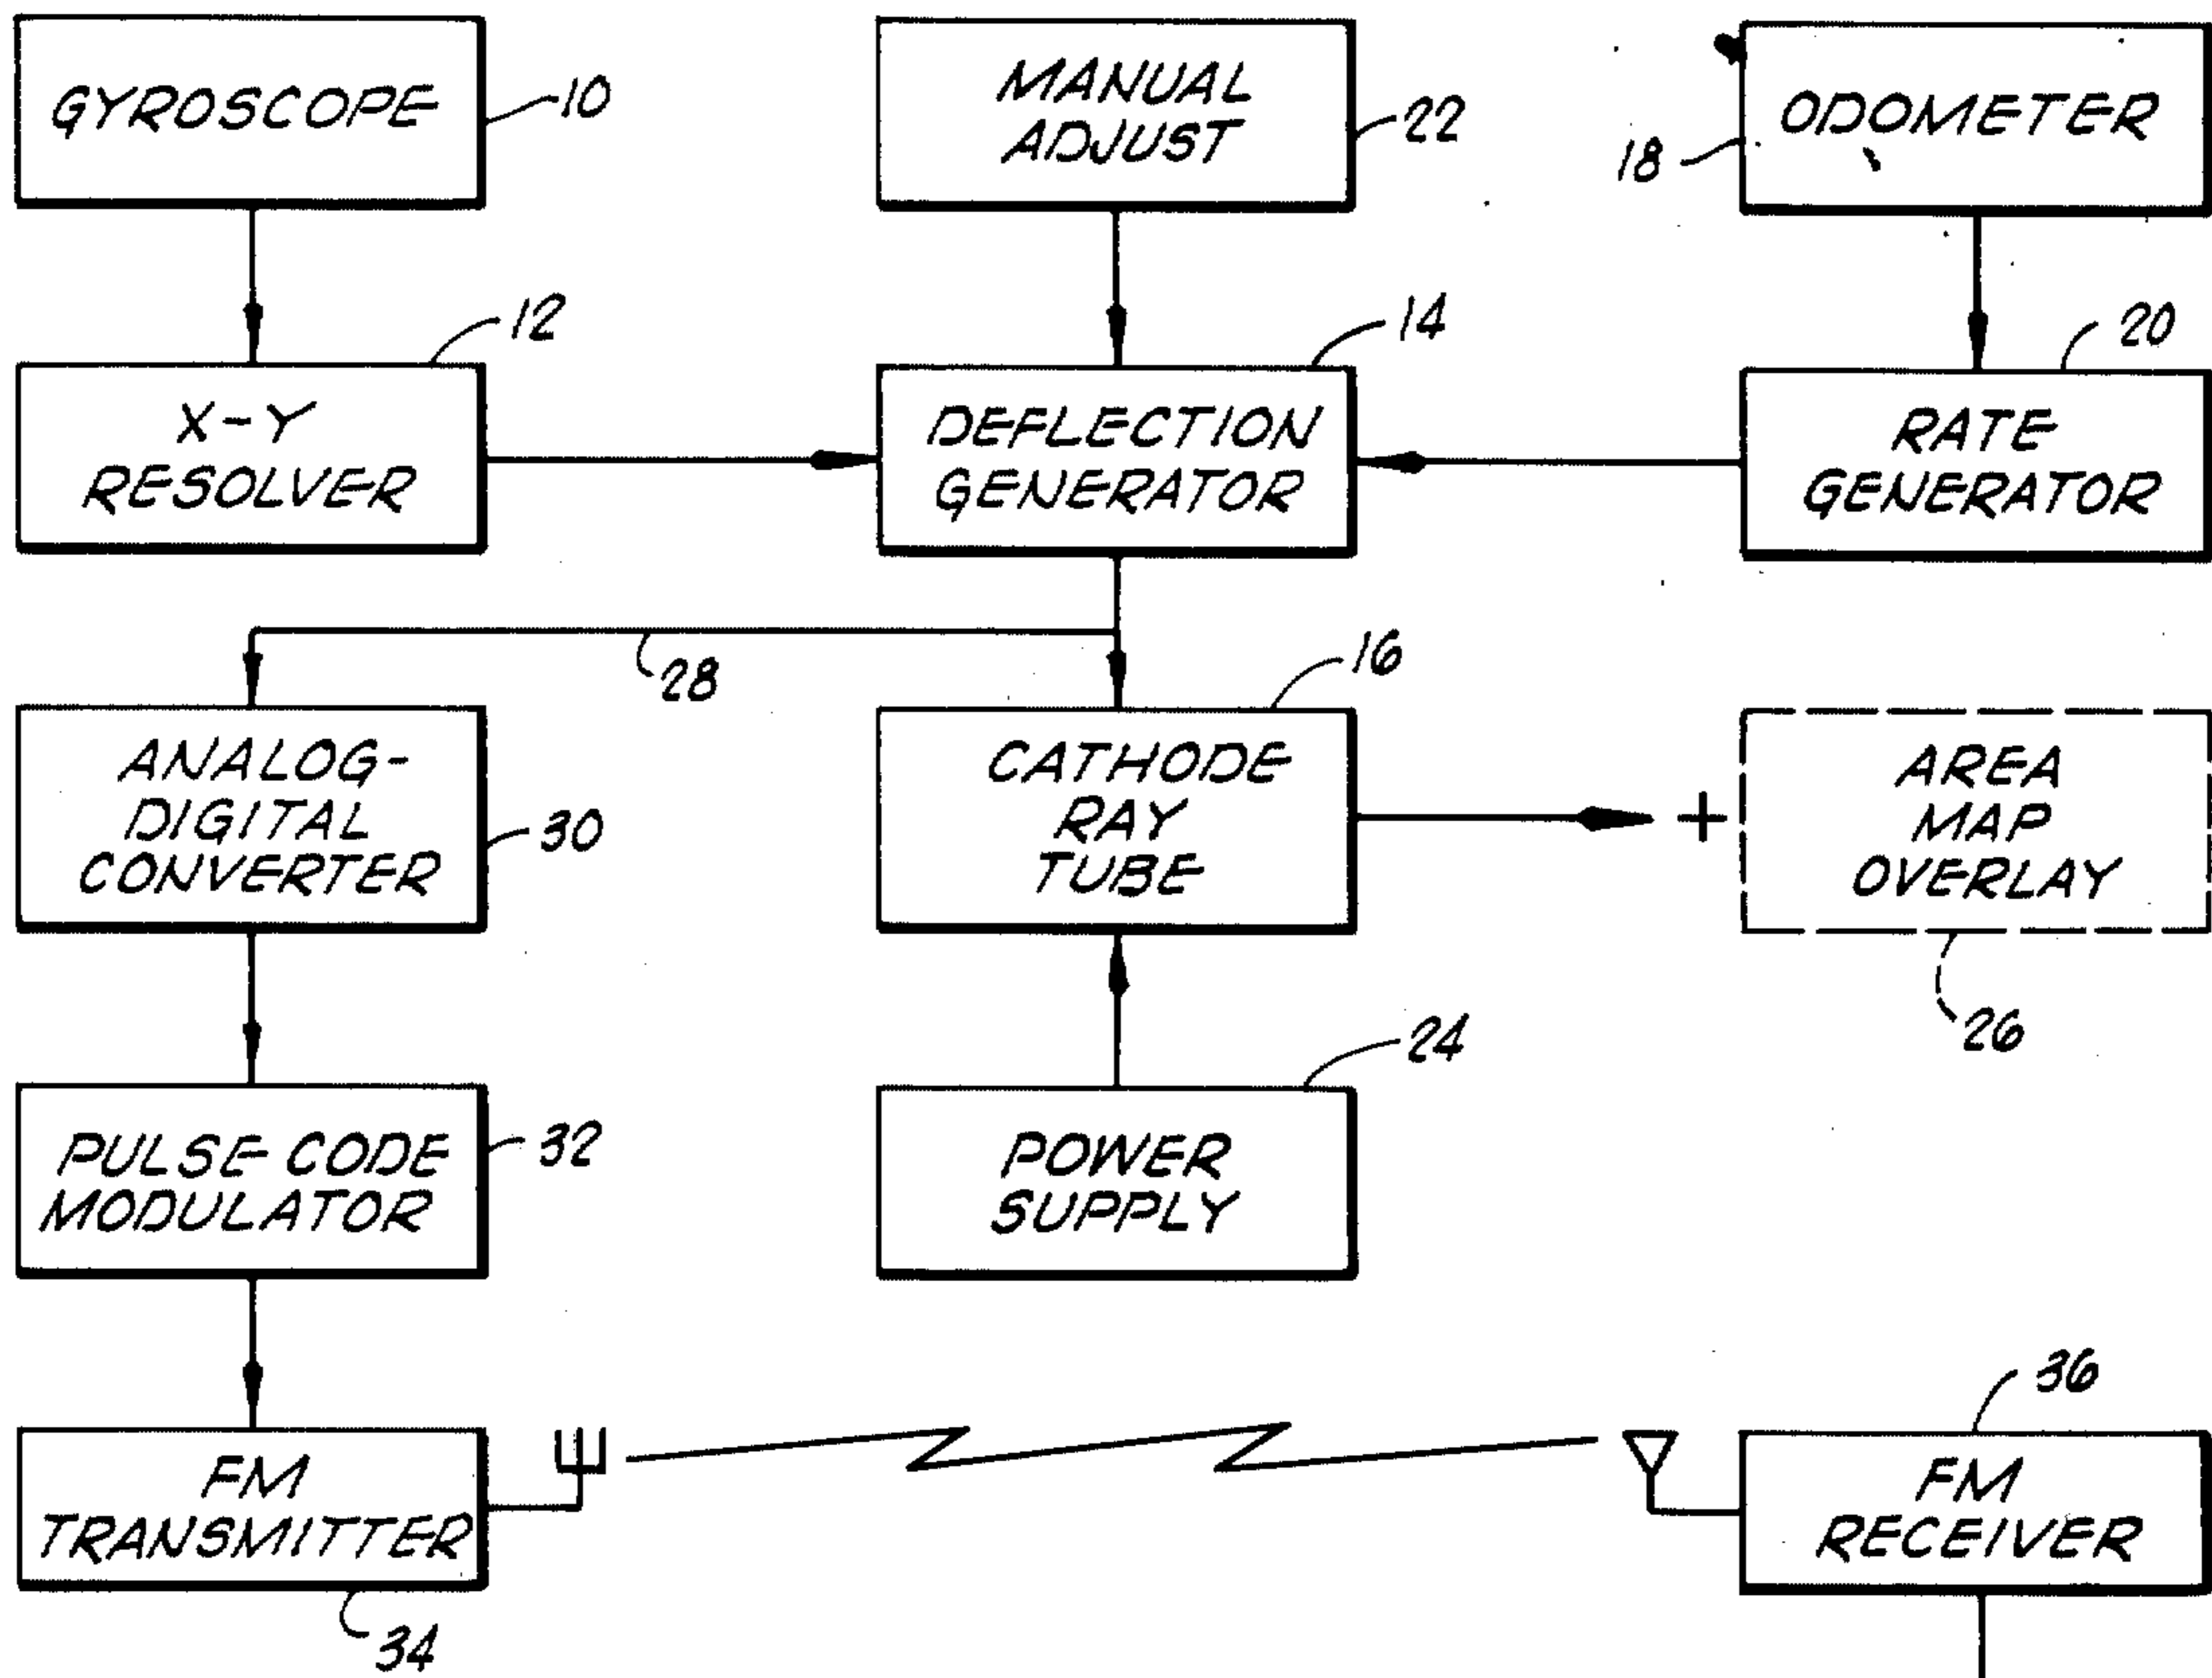 GYROSCOPE
10
MANUAL
ADJUST
22
ODOMETER
18
X-Y
RESOLVER
12
DEFLECTION
GENERATOR
14
RATE
GENERATOR
20
28
ANALOG-
DIGITAL
CONVERTER
30
CATHODE
RAY
TUBE
16
+
AREA
MAP
OVERLAY
26
PULSE CODE
MODULATOR
32
POWER
SUPPLY
24
FM
TRANSMITTER
34
FM
RECEIVER
36